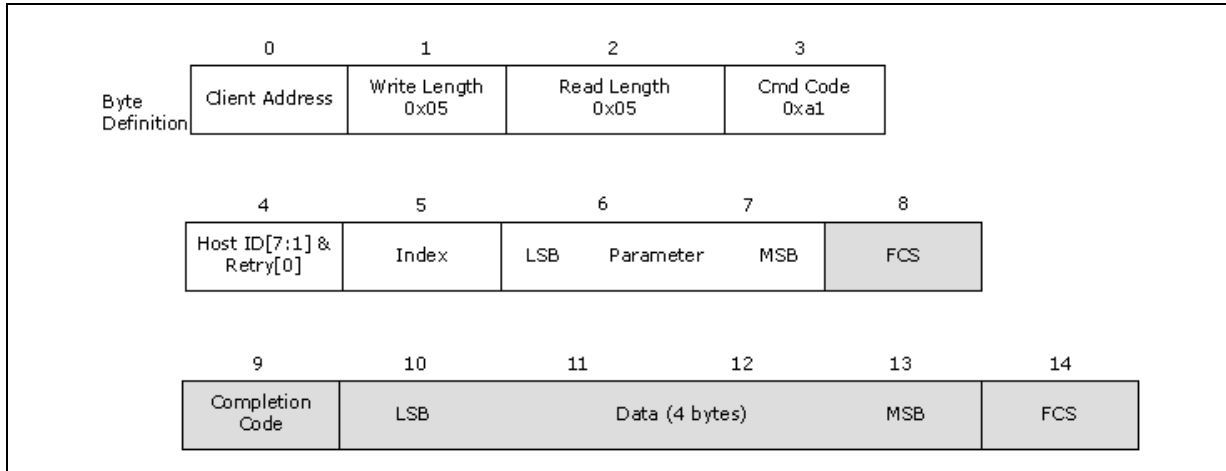 0 1 2 3
Byte
Definition
Client Address
Write Length
0x05
Read Length
0x05
Cmd Code
0xa1
4 5 6 7 8
Host ID[7:1] &
Retry[0]
Index
LSB Parameter MSB
FCS
9 10 11 12 13 14
Completion
Code
LSB Data (4 bytes) MSB
FCS